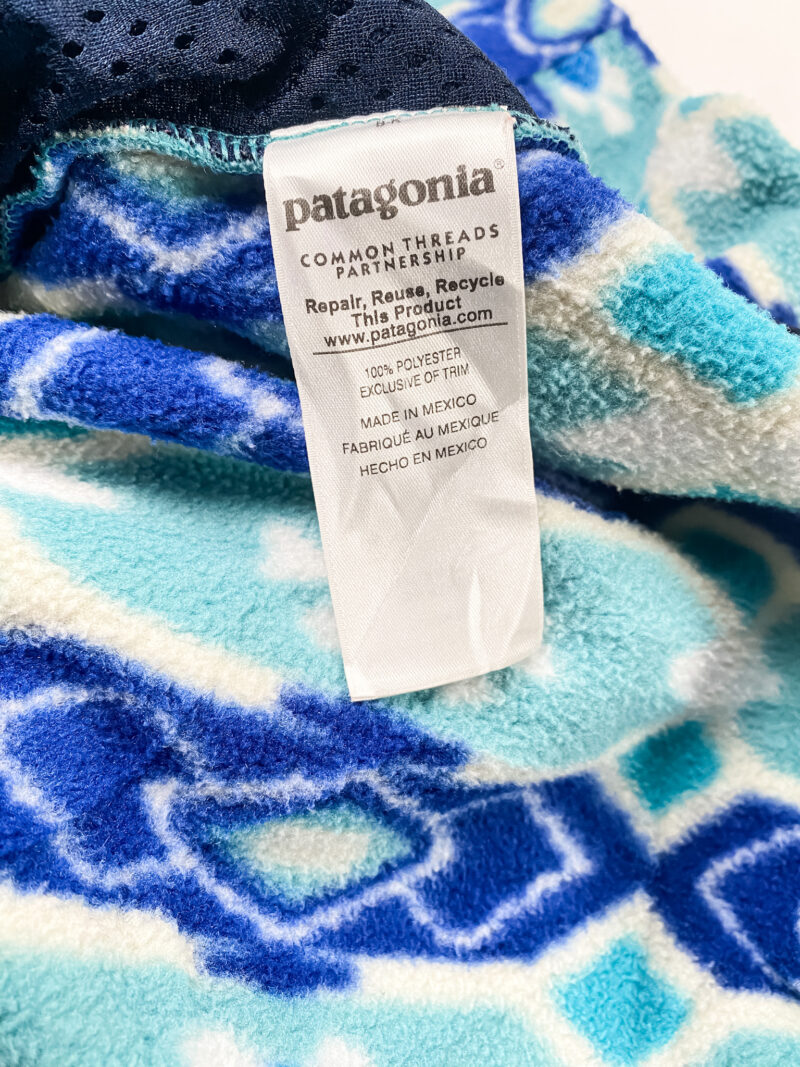 patagonia®
COMMON THREADS
PARTNERSHIP
Repair, Reuse, Recycle
This Product
www.patagonia.com
100% POLYESTER
EXCLUSIVE OF TRIM
MADE IN MEXICO
FABRIQUÉ AU MEXIQUE
HECHO EN MEXICO